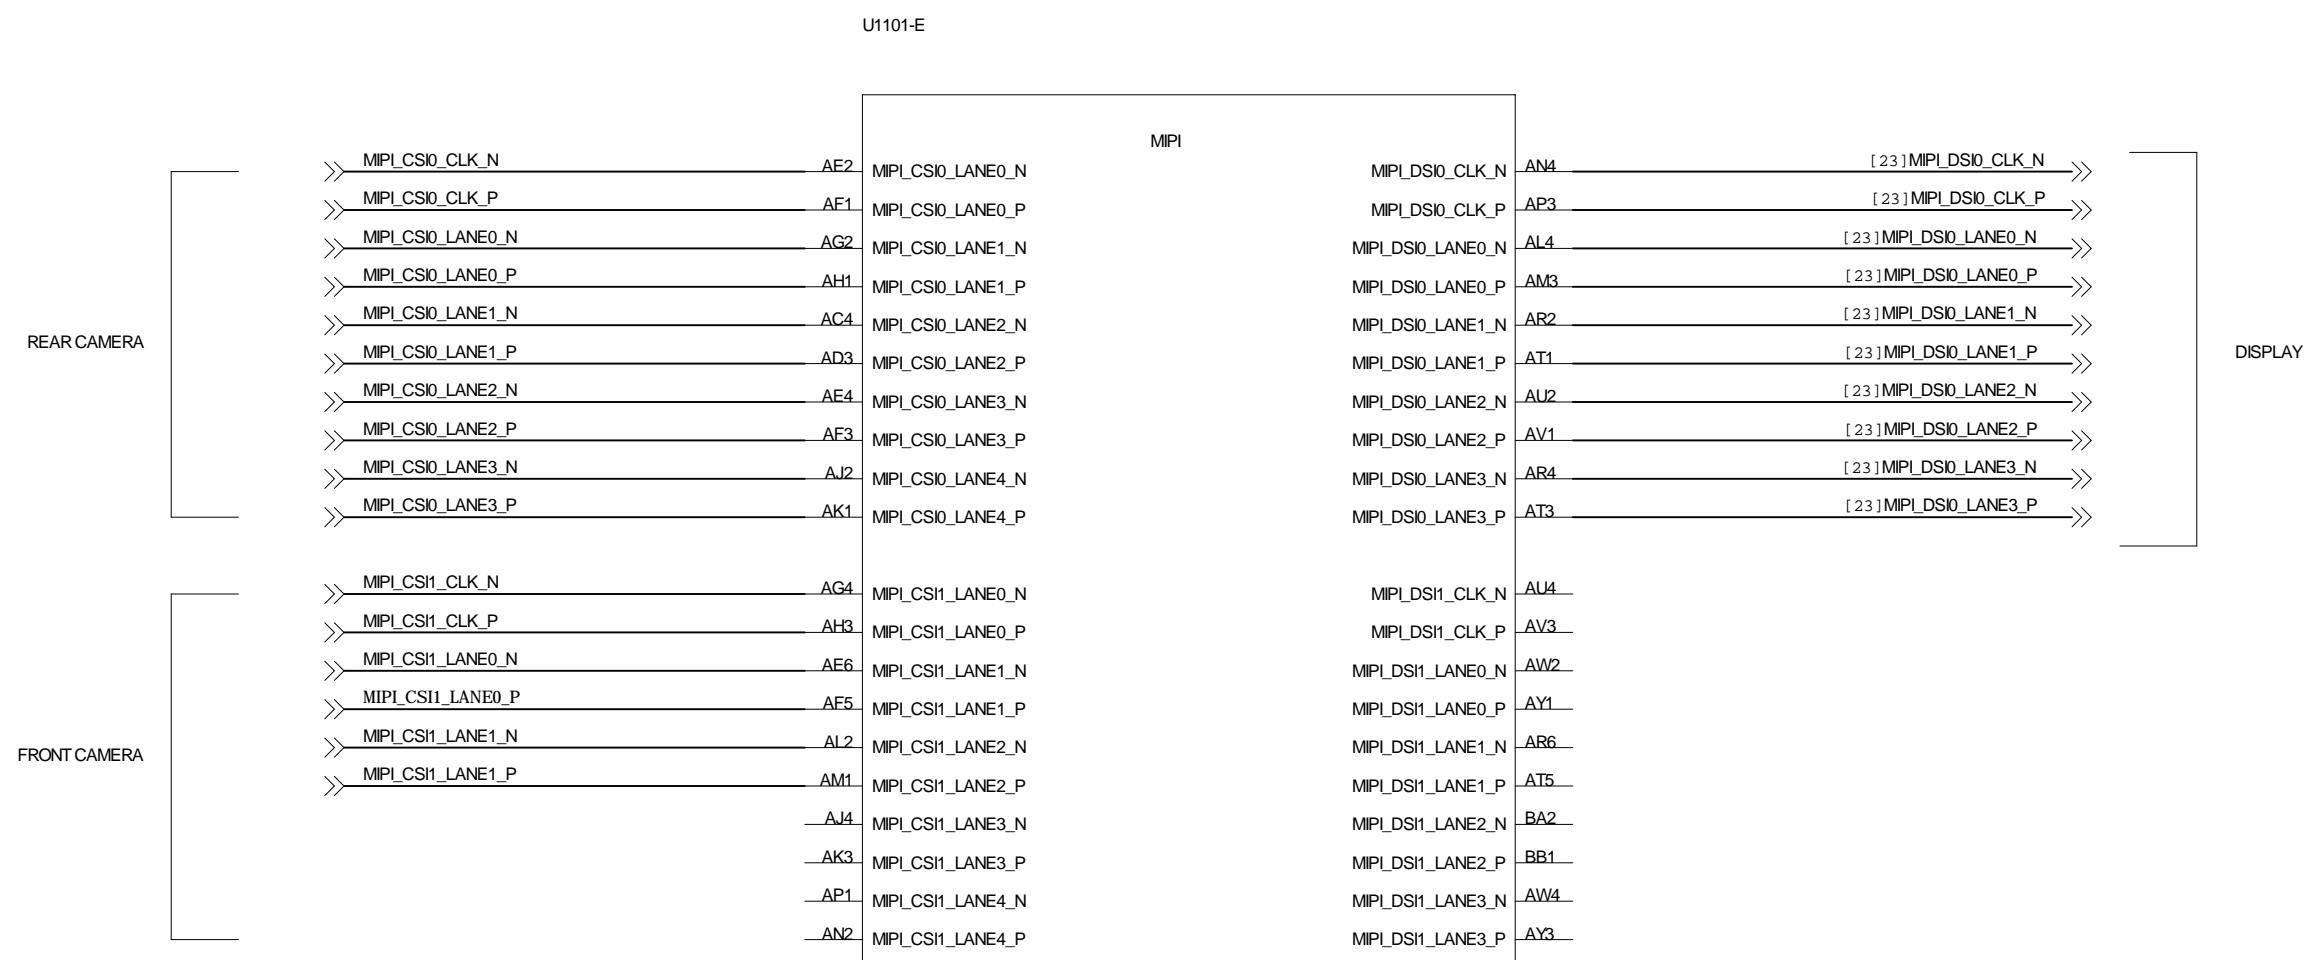 U1101-E
MIPI
MIPI_CSI0_CLK_N AE2 MIPI_CSI0_LANE0_N MIPI_DSI0_CLK_N AN4 [23]MIPI_DSI0_CLK_N
MIPI_CSI0_CLK_P AF1 MIPI_CSI0_LANE0_P MIPI_DSI0_CLK_P AP3 [23]MIPI_DSI0_CLK_P
MIPI_CSI0_LANE0_N AG2 MIPI_CSI0_LANE1_N MIPI_DSI0_LANE0_N AL4 [23]MIPI_DSI0_LANE0_N
MIPI_CSI0_LANE0_P AH1 MIPI_CSI0_LANE1_P MIPI_DSI0_LANE0_P AM3 [23]MIPI_DSI0_LANE0_P
MIPI_CSI0_LANE1_N AC4 MIPI_CSI0_LANE2_N MIPI_DSI0_LANE1_N AR2 [23]MIPI_DSI0_LANE1_N
REAR CAMERA
MIPI_CSI0_LANE1_P AD3 MIPI_CSI0_LANE2_P MIPI_DSI0_LANE1_P AT1 [23]MIPI_DSI0_LANE1_P
DISPLAY
MIPI_CSI0_LANE2_N AE4 MIPI_CSI0_LANE3_N MIPI_DSI0_LANE2_N AU2 [23]MIPI_DSI0_LANE2_N
MIPI_CSI0_LANE2_P AF3 MIPI_CSI0_LANE3_P MIPI_DSI0_LANE2_P AV1 [23]MIPI_DSI0_LANE2_P
MIPI_CSI0_LANE3_N AJ2 MIPI_CSI0_LANE4_N MIPI_DSI0_LANE3_N AR4 [23]MIPI_DSI0_LANE3_N
MIPI_CSI0_LANE3_P AK1 MIPI_CSI0_LANE4_P MIPI_DSI0_LANE3_P AT3 [23]MIPI_DSI0_LANE3_P
MIPI_CSI1_CLK_N AG4 MIPI_CSI1_LANE0_N MIPI_DSI1_CLK_N AU4
MIPI_CSI1_CLK_P AH3 MIPI_CSI1_LANE0_P MIPI_DSI1_CLK_P AV3
MIPI_CSI1_LANE0_N AE6 MIPI_CSI1_LANE1_N MIPI_DSI1_LANE0_N AW2
MIPI_CSI1_LANE0_P AF5 MIPI_CSI1_LANE1_P MIPI_DSI1_LANE0_P AY1
MIPI_CSI1_LANE1_N AL2 MIPI_CSI1_LANE2_N MIPI_DSI1_LANE1_N AR6
FRONT CAMERA
MIPI_CSI1_LANE1_P AM1 MIPI_CSI1_LANE2_P MIPI_DSI1_LANE1_P AT5
AJ4 MIPI_CSI1_LANE3_N MIPI_DSI1_LANE2_N BA2
AK3 MIPI_CSI1_LANE3_P MIPI_DSI1_LANE2_P BB1
AP1 MIPI_CSI1_LANE4_N MIPI_DSI1_LANE3_N AW4
AN2 MIPI_CSI1_LANE4_P MIPI_DSI1_LANE3_P AY3